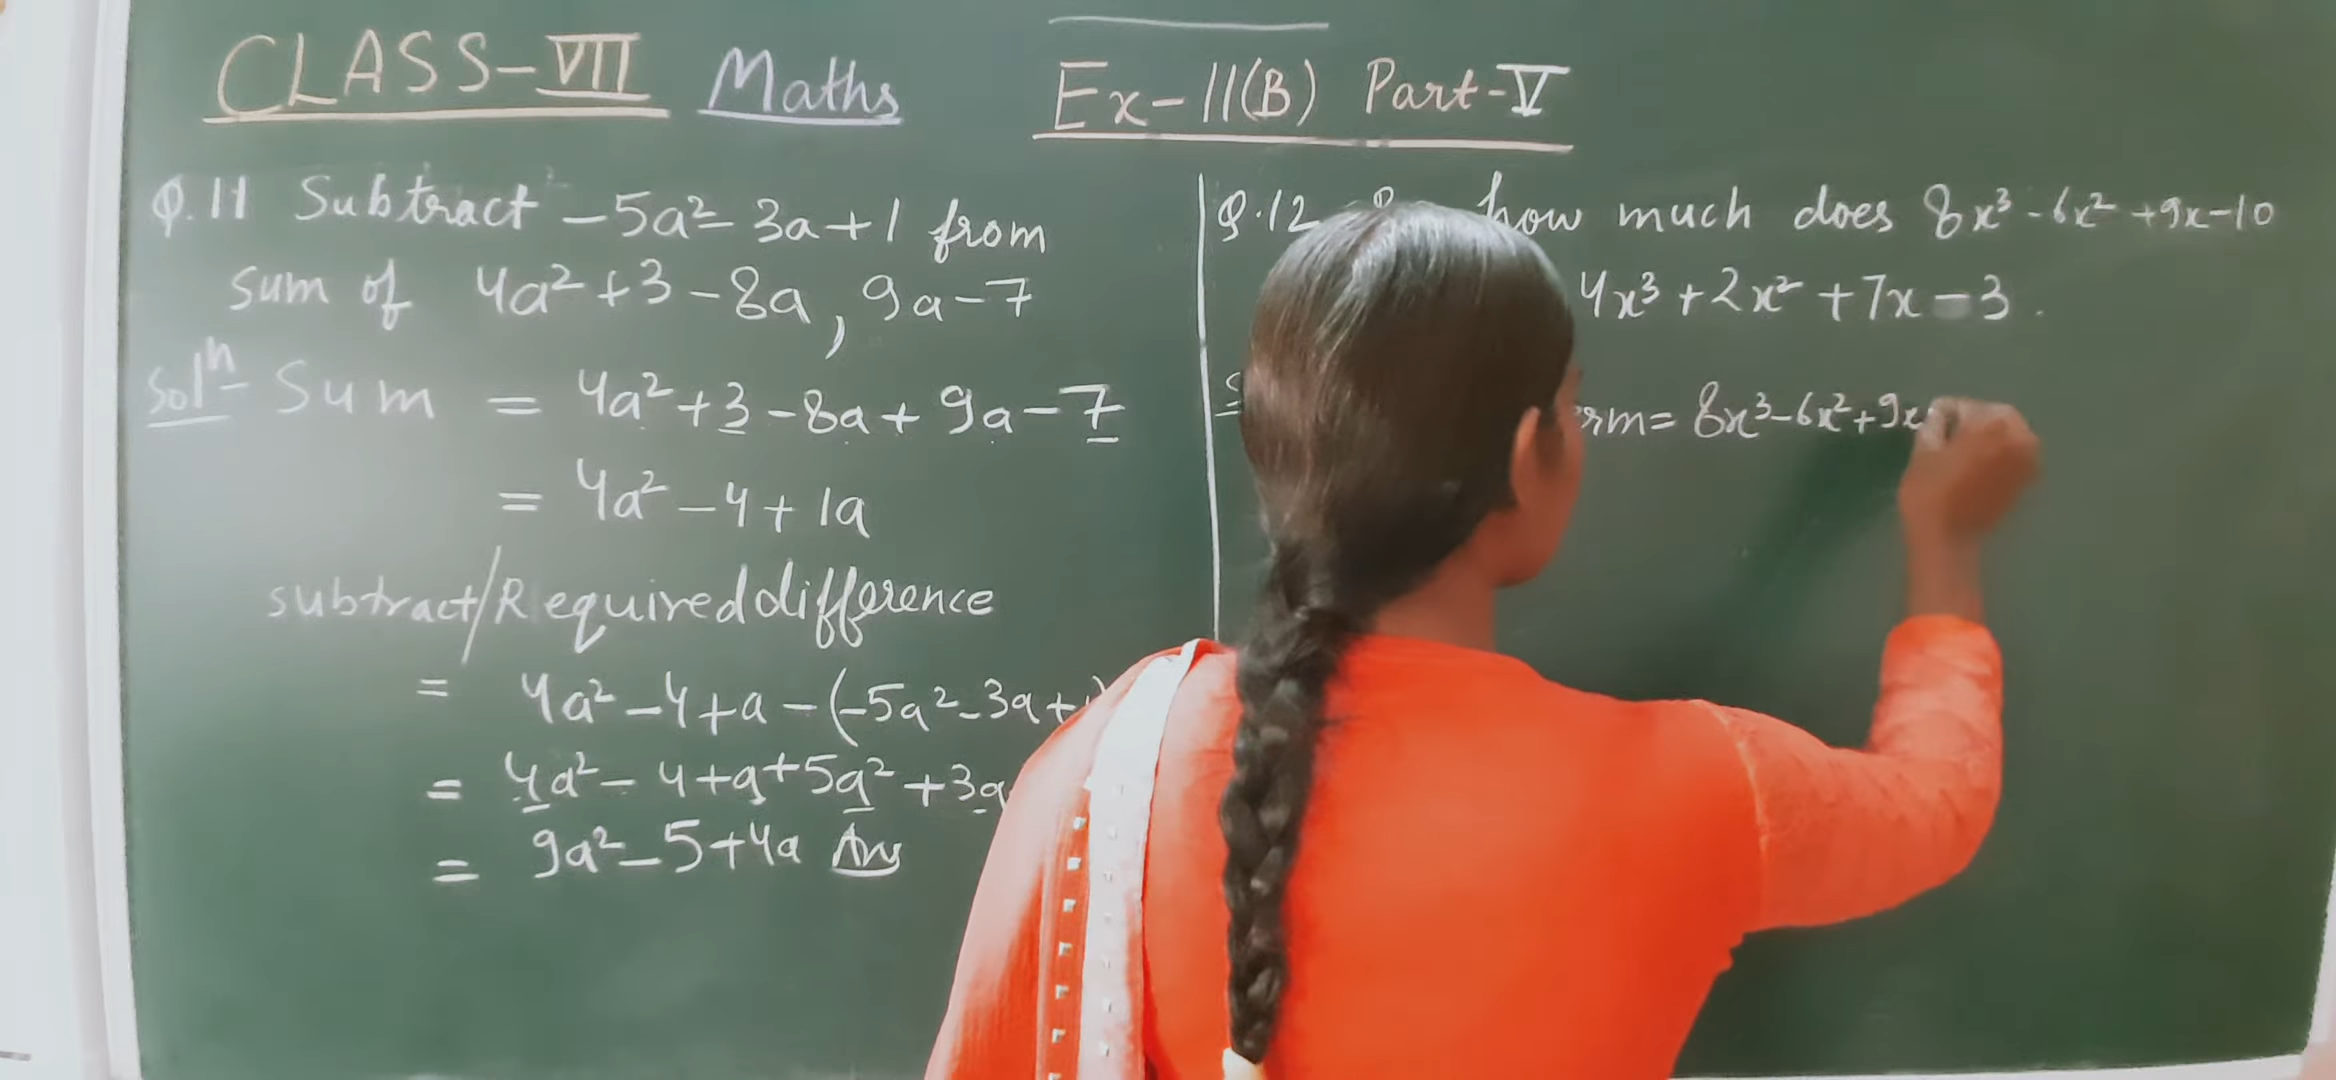 CLASS-VII Maths Ex-11(B) Part-V
Q.11 Subtract -5a²-3a+1 from
sum of 4a²+3-8a, 9a-7
Solⁿ- Sum = 4a²+3-8a+9a-7
= 4a²-4+1a
subtract/Required difference
= 4a²-4+a-(-5a²-3a+
= 4a²-4+a+5a²+3a
= 9a²-5+4a Ans
Q.12 how much does 8x³-6x²+9x-10
4x³+2x²+7x-3.
= 8x³-6x²+9x